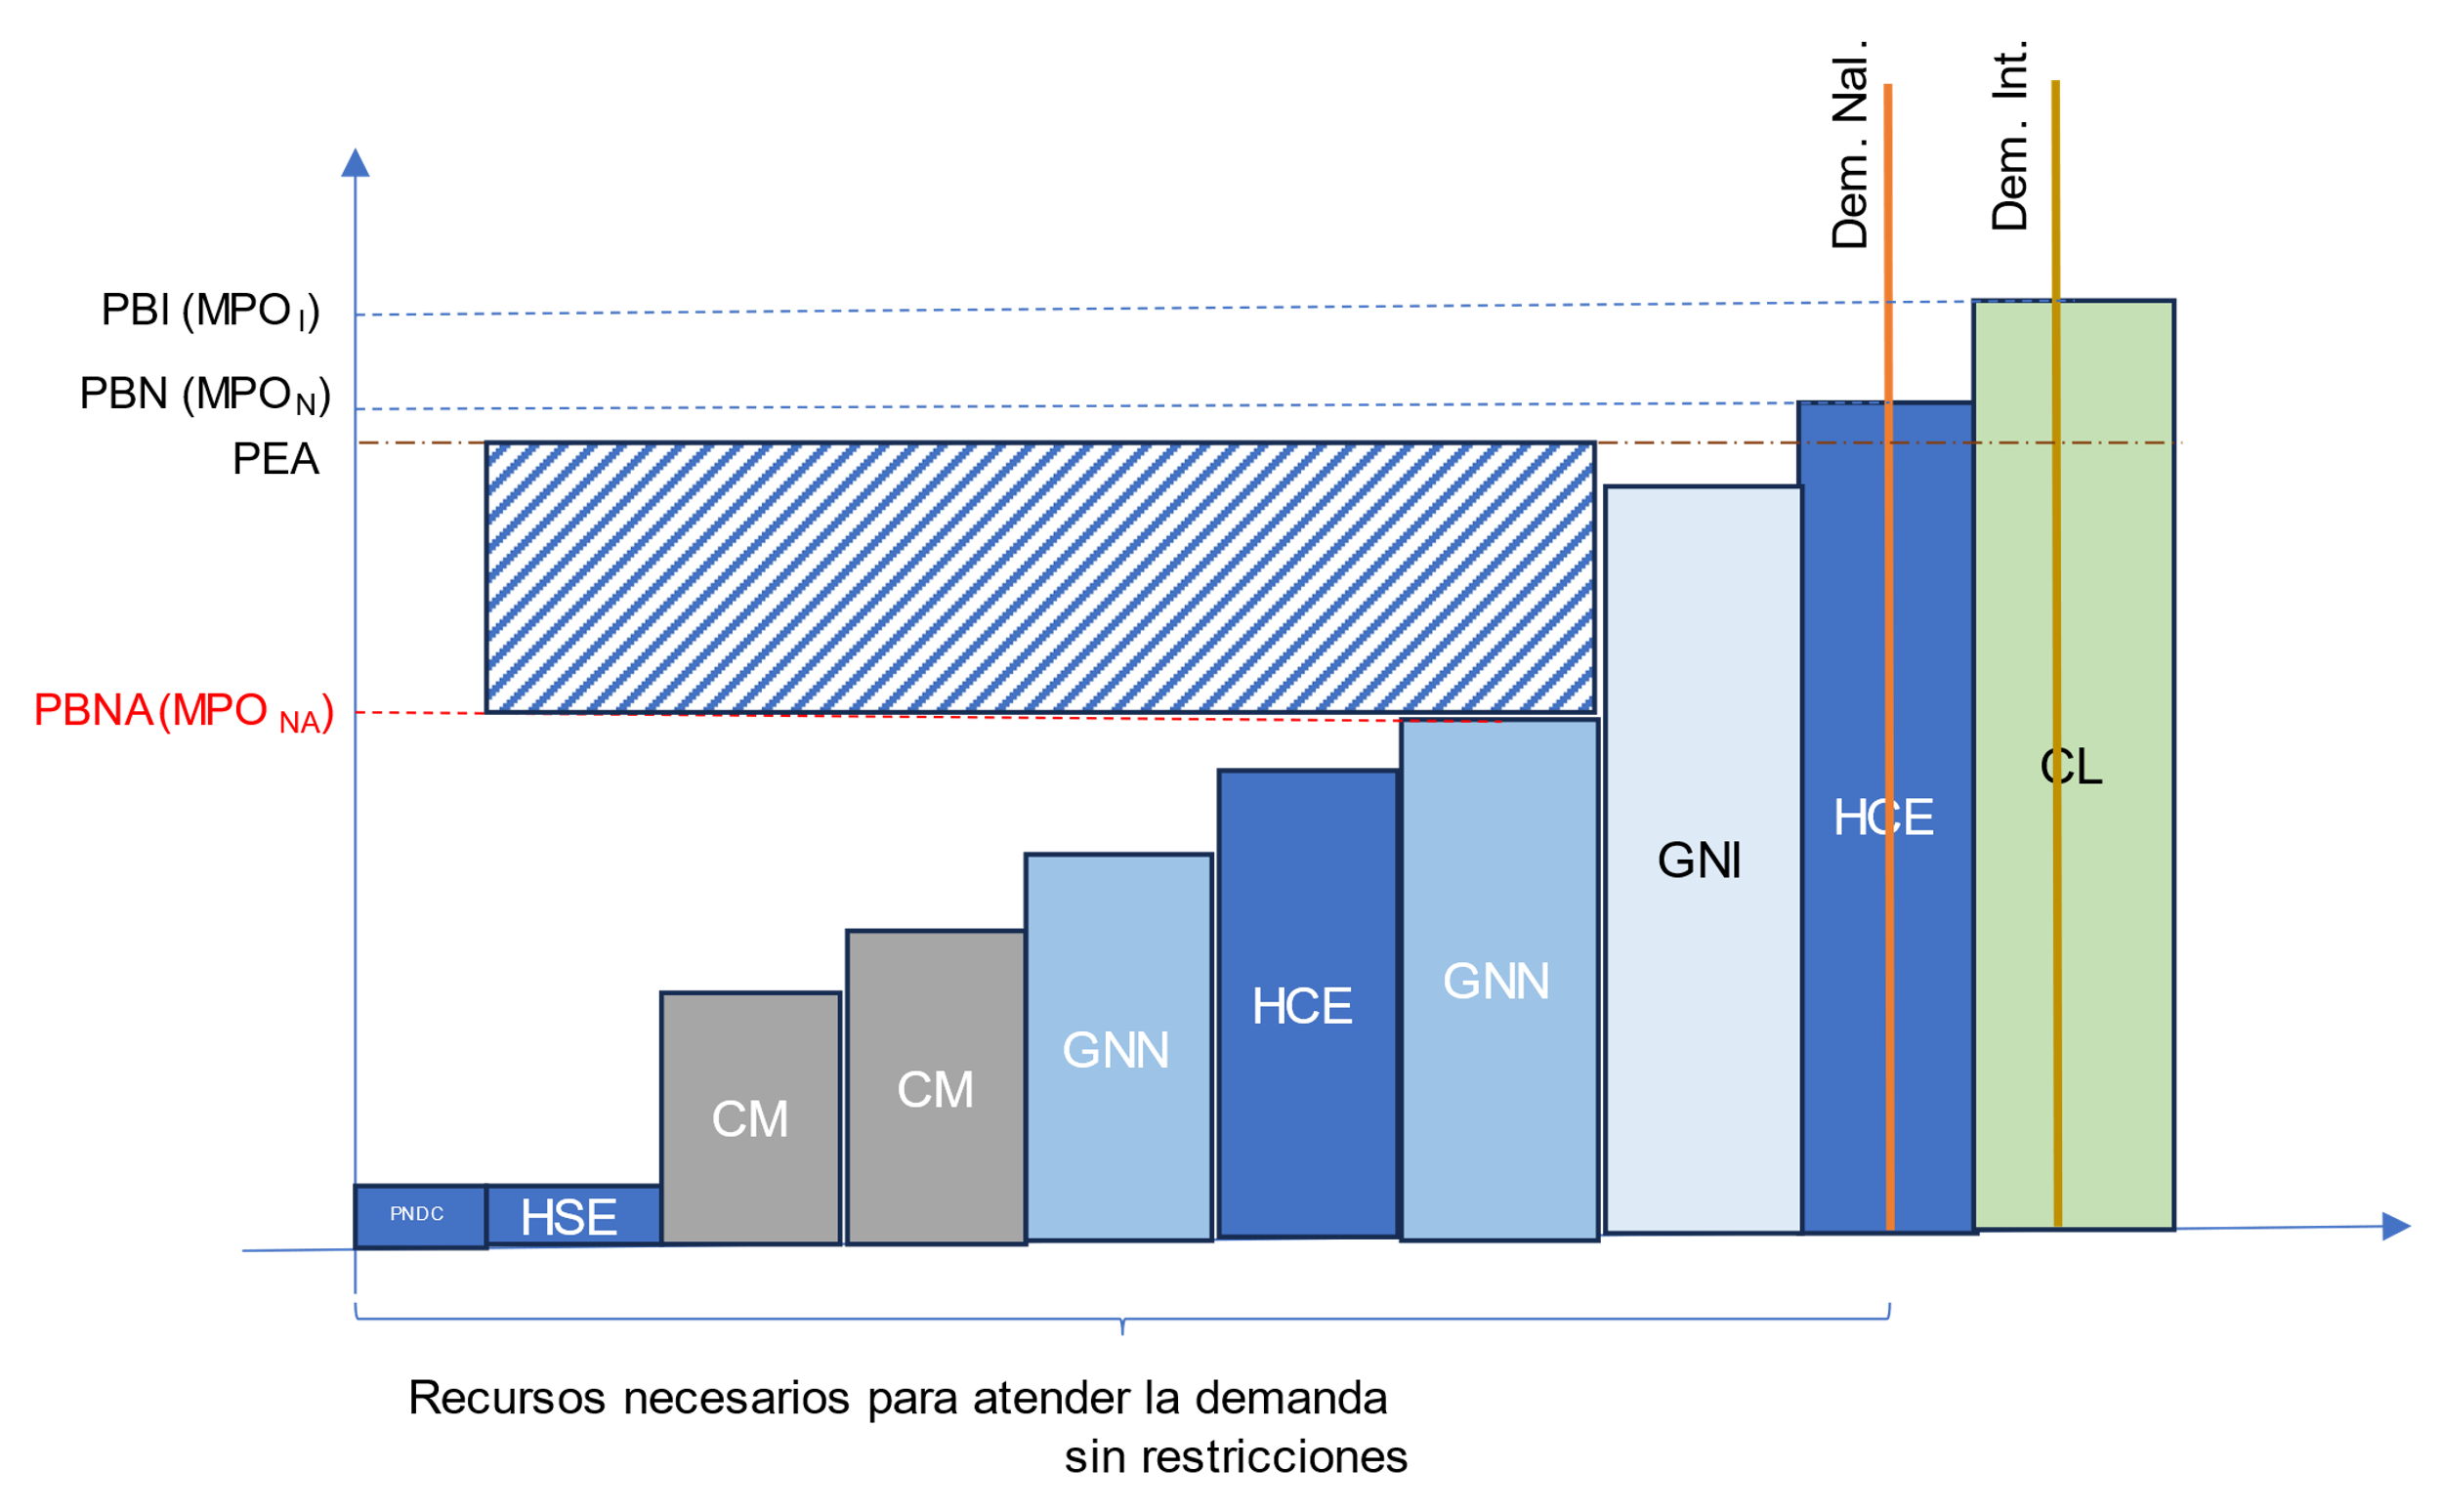 Dem. Nal.
Dem. Int.
PBI (MPO I)
PBN (MPO N)
PEA
PBNA(MPO NA)
CL
HCE
GNI
GNN
HCE
GNN
CM
CM
HSE
PNDC
Recursos necesarios para atender la demanda
sin restricciones